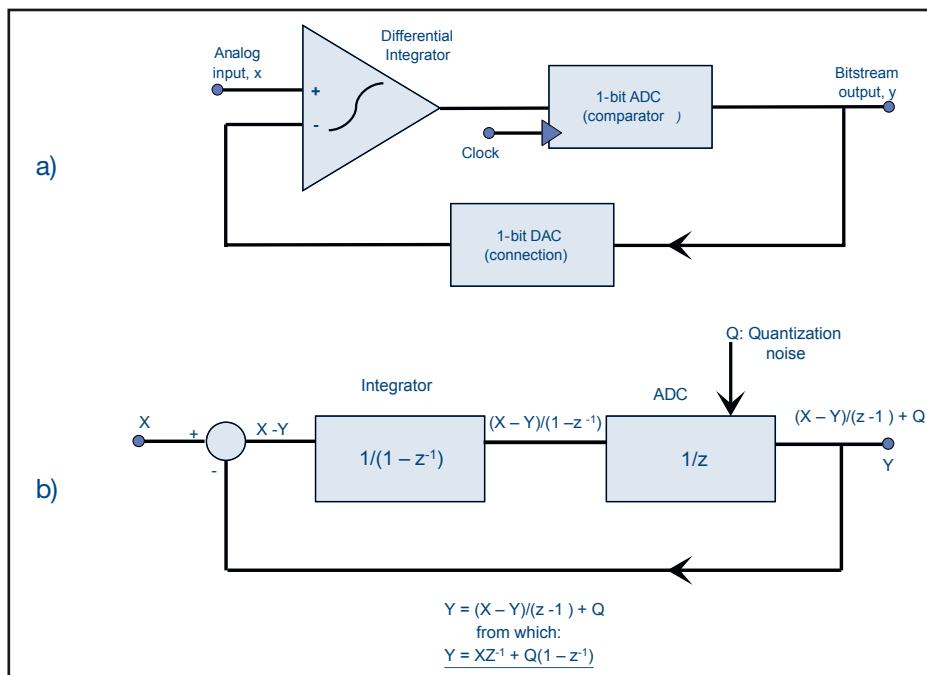 Differential
Integrator
Analog
input, x
+
-
1-bit ADC
(comparator )
Bitstream
output, y
Clock
a)
1-bit DAC
(connection)
Q: Quantization
noise
Integrator
ADC
X
+
-
X -Y
1/(1 – z⁻¹)
(X – Y)/(1 –z⁻¹)
1/z
(X – Y)/(z -1) + Q
Y
b)
Y = (X – Y)/(z -1 ) + Q
from which:
Y = XZ⁻¹ + Q(1 – z⁻¹)